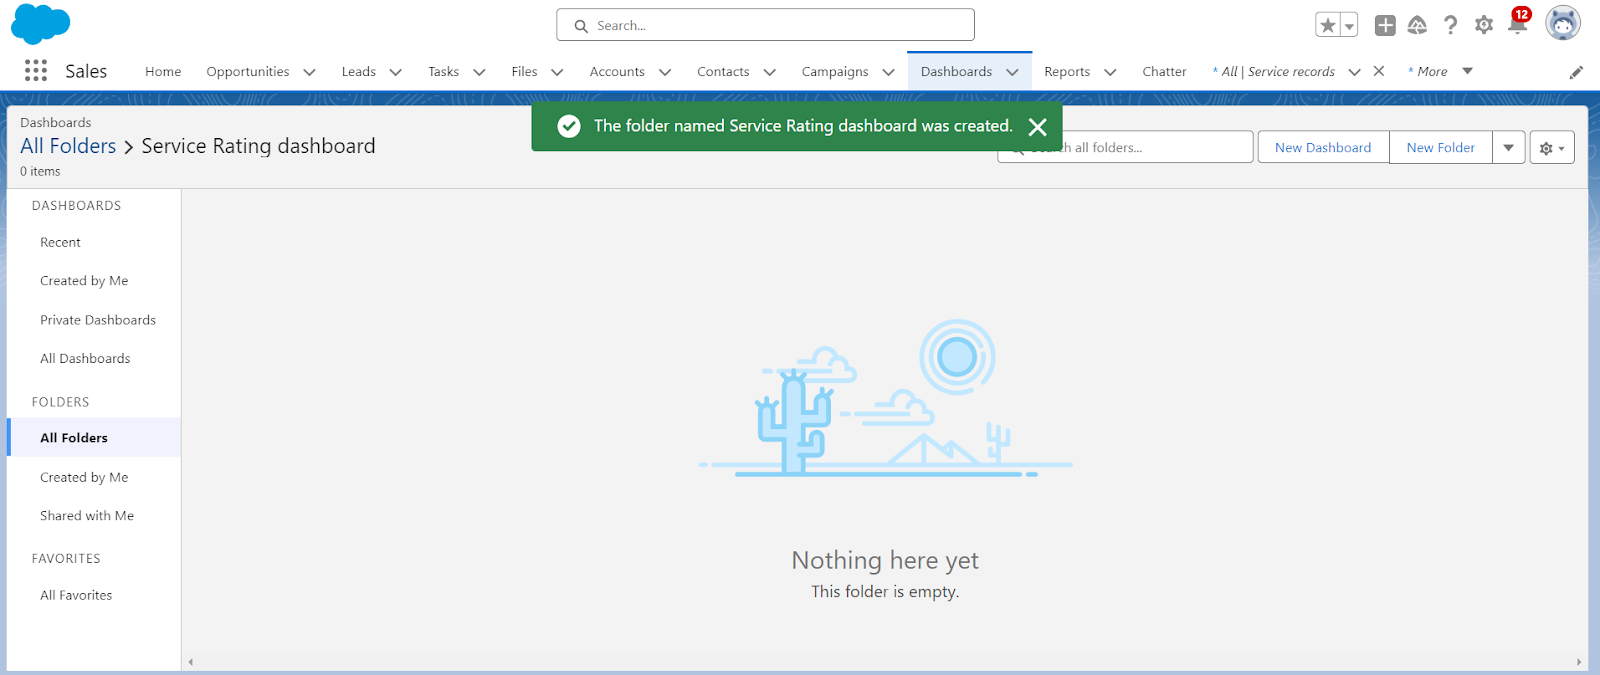 Search...
12
Sales
Home
Opportunities
Leads
Tasks
Files
Accounts
Contacts
Campaigns
Dashboards
Reports
Chatter
* All | Service records
* More
Dashboards
All Folders > Service Rating dashboard
0 items
The folder named Service Rating dashboard was created.
all folders...
New Dashboard
New Folder
DASHBOARDS
Recent
Created by Me
Private Dashboards
All Dashboards
FOLDERS
All Folders
Created by Me
Shared with Me
FAVORITES
All Favorites
Nothing here yet
This folder is empty.